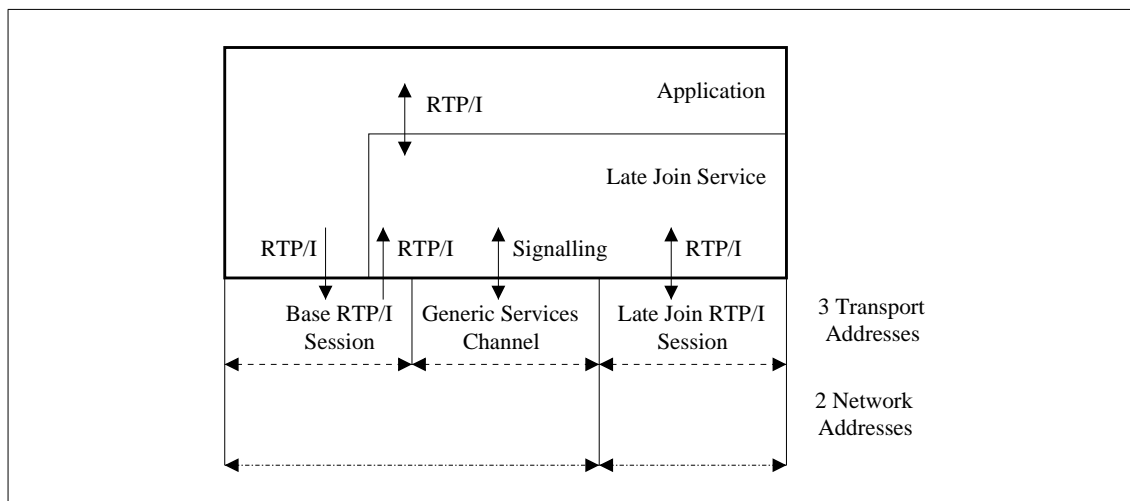 RTP/I
Application
Late Join Service
RTP/I
RTP/I
Signalling
RTP/I
Base RTP/I
Session
Generic Services
Channel
Late Join RTP/I
Session
3 Transport
Addresses
2 Network
Addresses